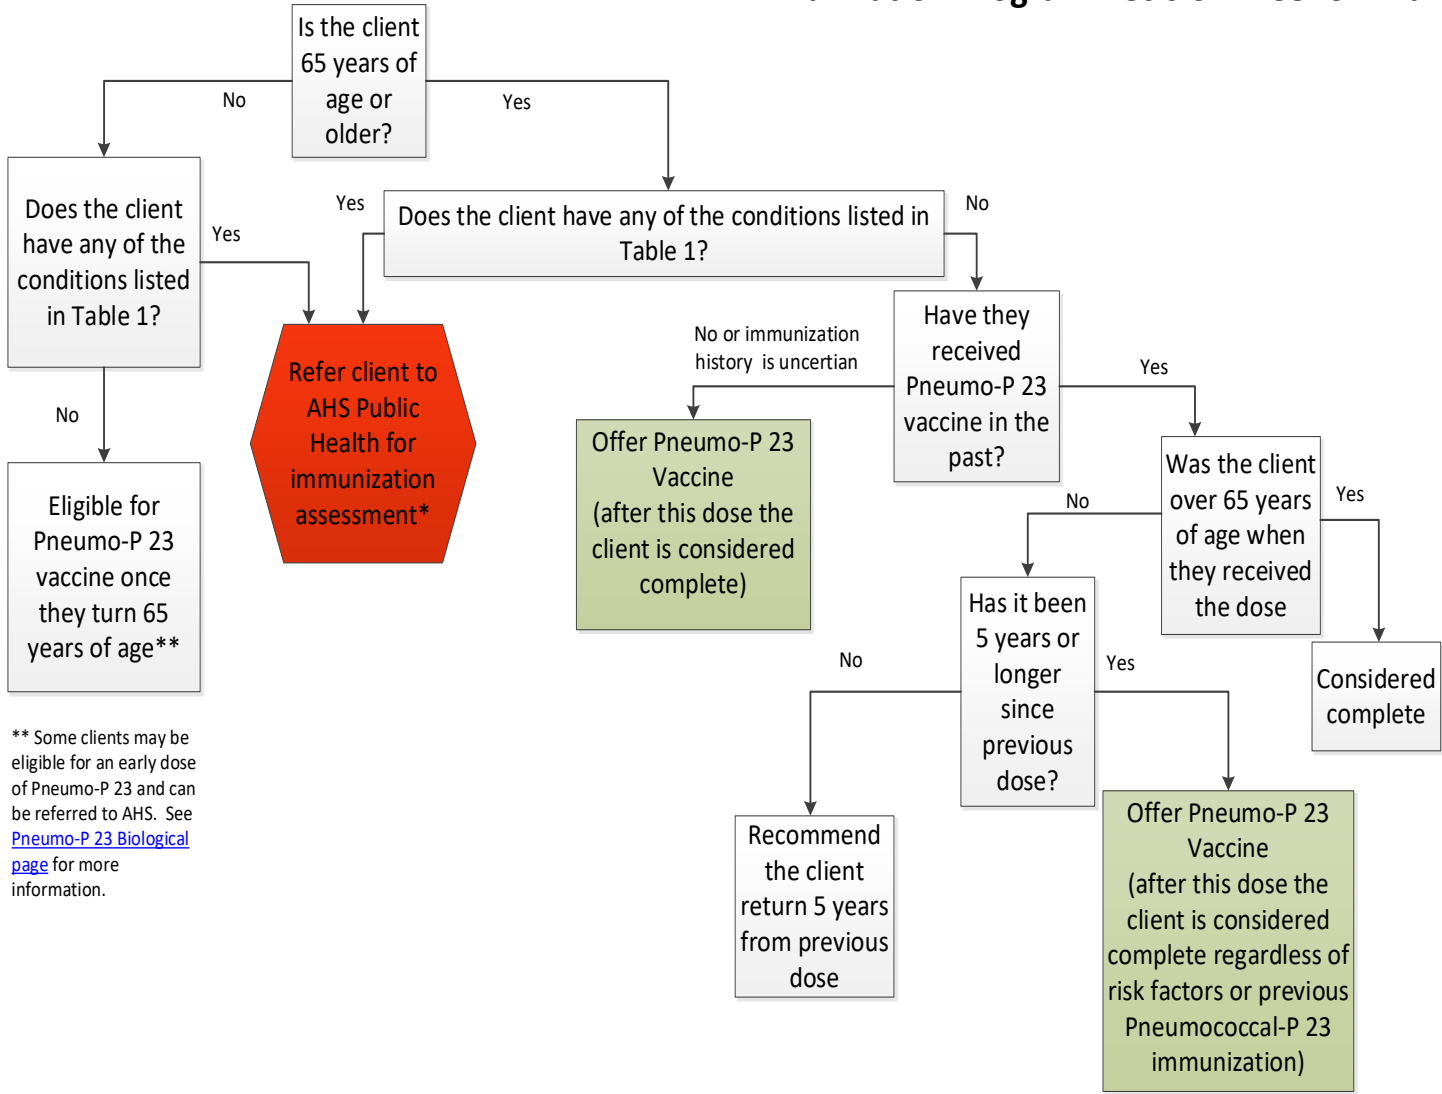 Is the client
65 years of
age or
older?
No
Yes
Does the client
have any of the
conditions listed
in Table 1?
Yes
No
Yes
Does the client have any of the conditions listed in
Table 1?
No
Refer client to
AHS Public
Health for
immunization
assessment*
Eligible for
Pneumo-P 23
vaccine once
they turn 65
years of age**
** Some clients may be
eligible for an early dose
of Pneumo-P 23 and can
be referred to AHS. See
Pneumo-P 23 Biological
page for more
information.
Have they
received
Pneumo-P 23
vaccine in the
past?
No or immunization
history is uncertian
Yes
Offer Pneumo-P 23
Vaccine
(after this dose the
client is considered
complete)
Was the client
over 65 years
of age when
they received
the dose
No
Yes
Considered
complete
Has it been
5 years or
longer
since
previous
dose?
No
Yes
Recommend
the client
return 5 years
from previous
dose
Offer Pneumo-P 23
Vaccine
(after this dose the
client is considered
complete regardless of
risk factors or previous
Pneumococcal-P 23
immunization)